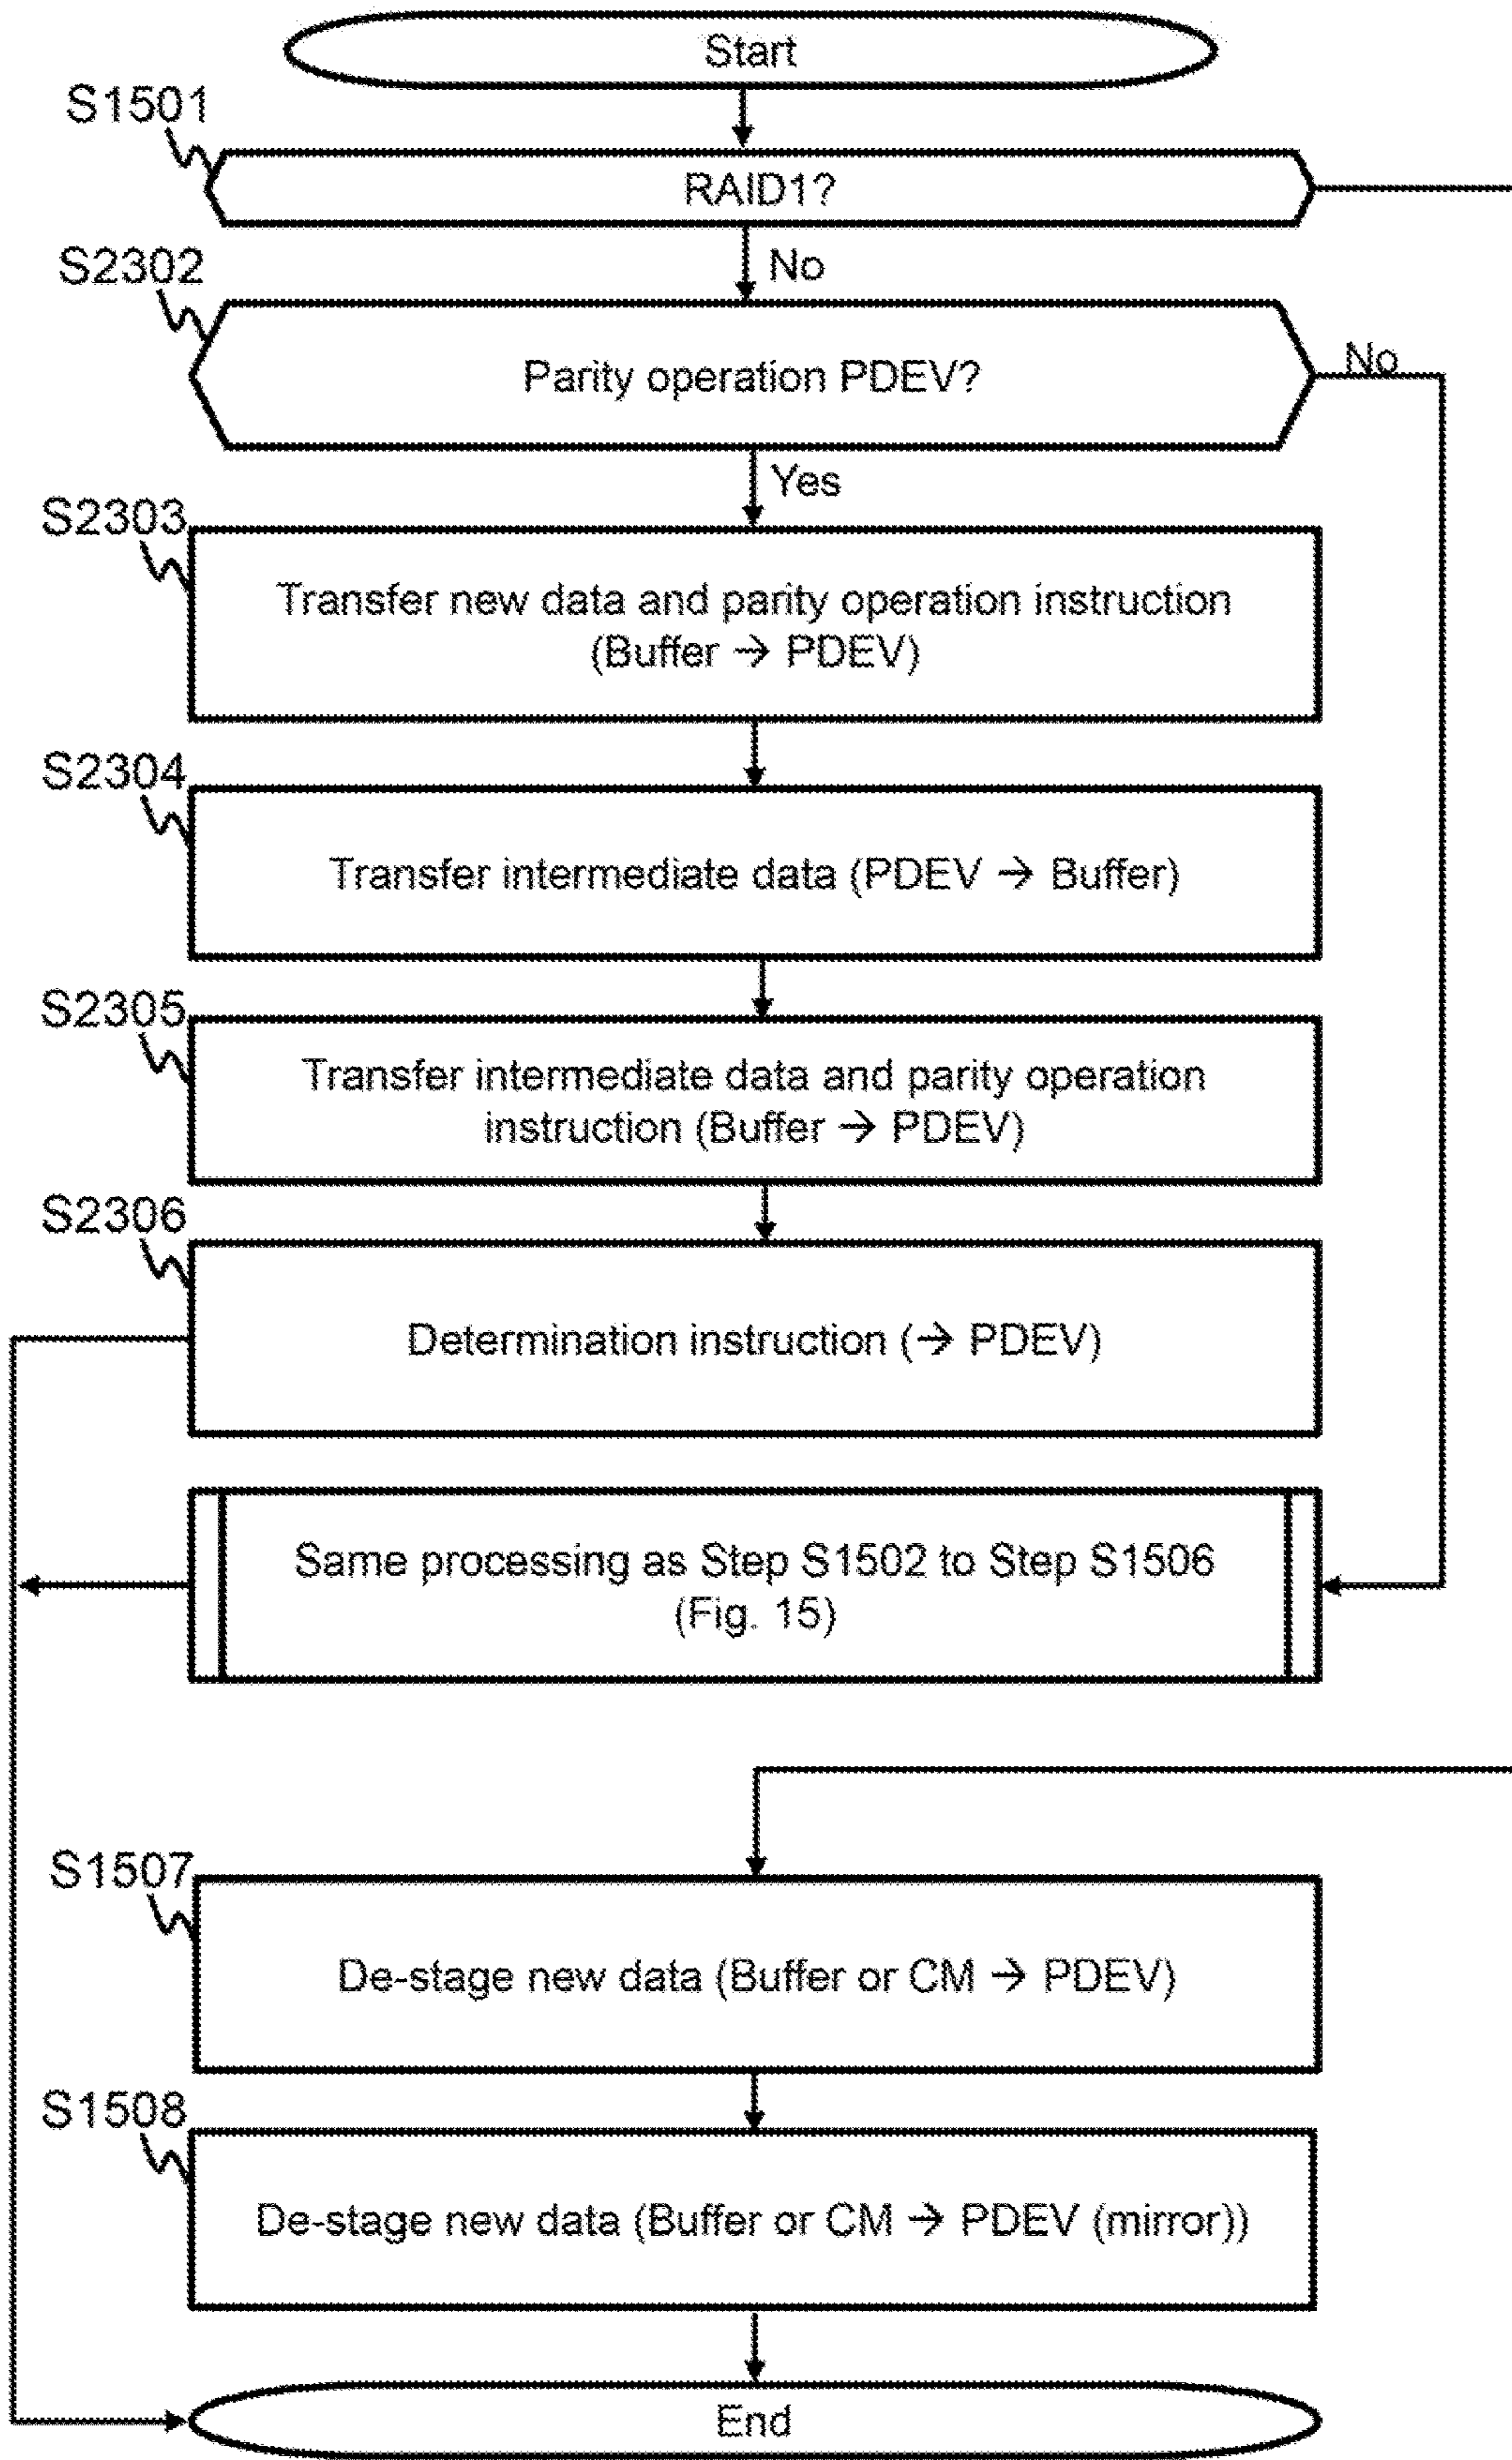 Start
S1501
RAID1?
No
S2302
Parity operation PDEV?
No
Yes
S2303
Transfer new data and parity operation instruction
(Buffer → PDEV)
S2304
Transfer intermediate data (PDEV → Buffer)
S2305
Transfer intermediate data and parity operation
instruction (Buffer → PDEV)
S2306
Determination instruction (→ PDEV)
Same processing as Step S1502 to Step S1506
(Fig. 15)
S1507
De-stage new data (Buffer or CM → PDEV)
S1508
De-stage new data (Buffer or CM → PDEV (mirror))
End